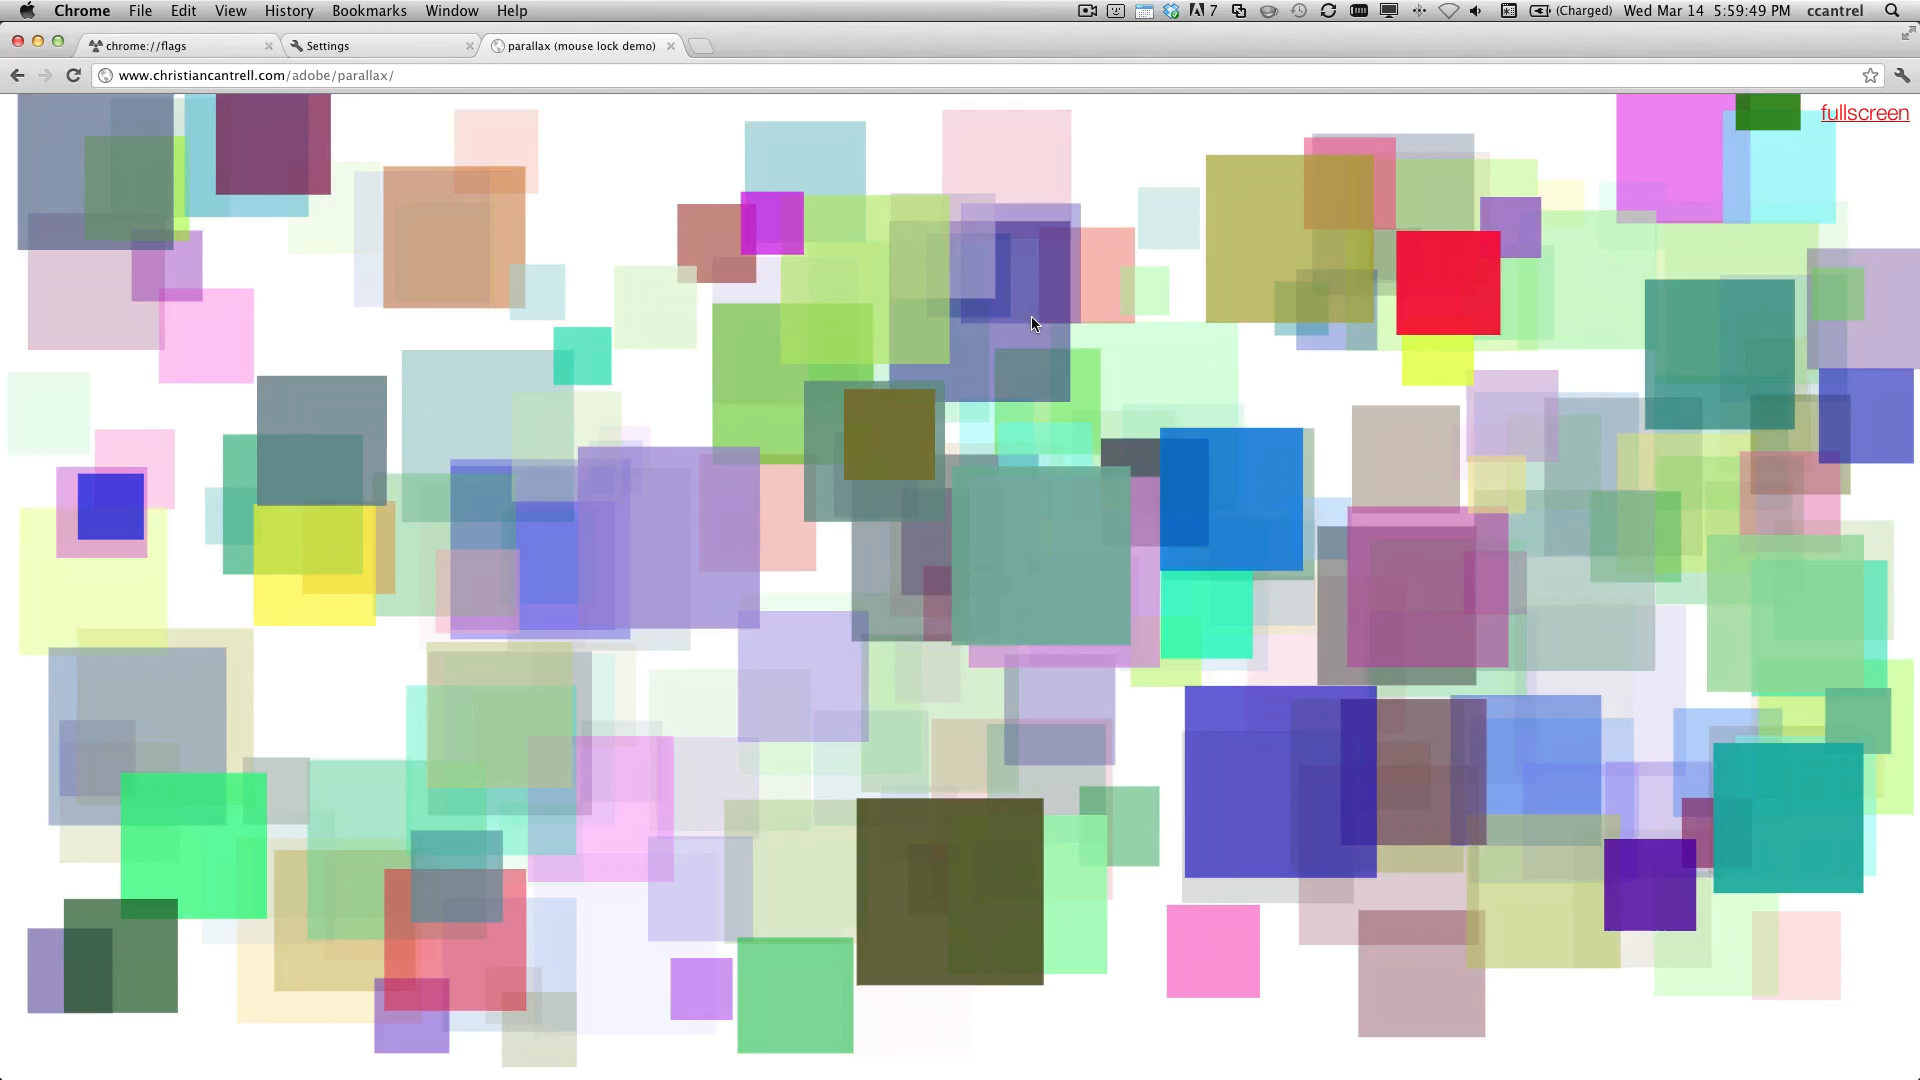 Chrome File Edit View History Bookmarks Window Help 7 (Charged) Wed Mar 14 5:59:49 PM ccantrel
chrome://flags Settings parallax (mouse lock demo)
www.christiancantrell.com/adobe/parallax/
fullscreen